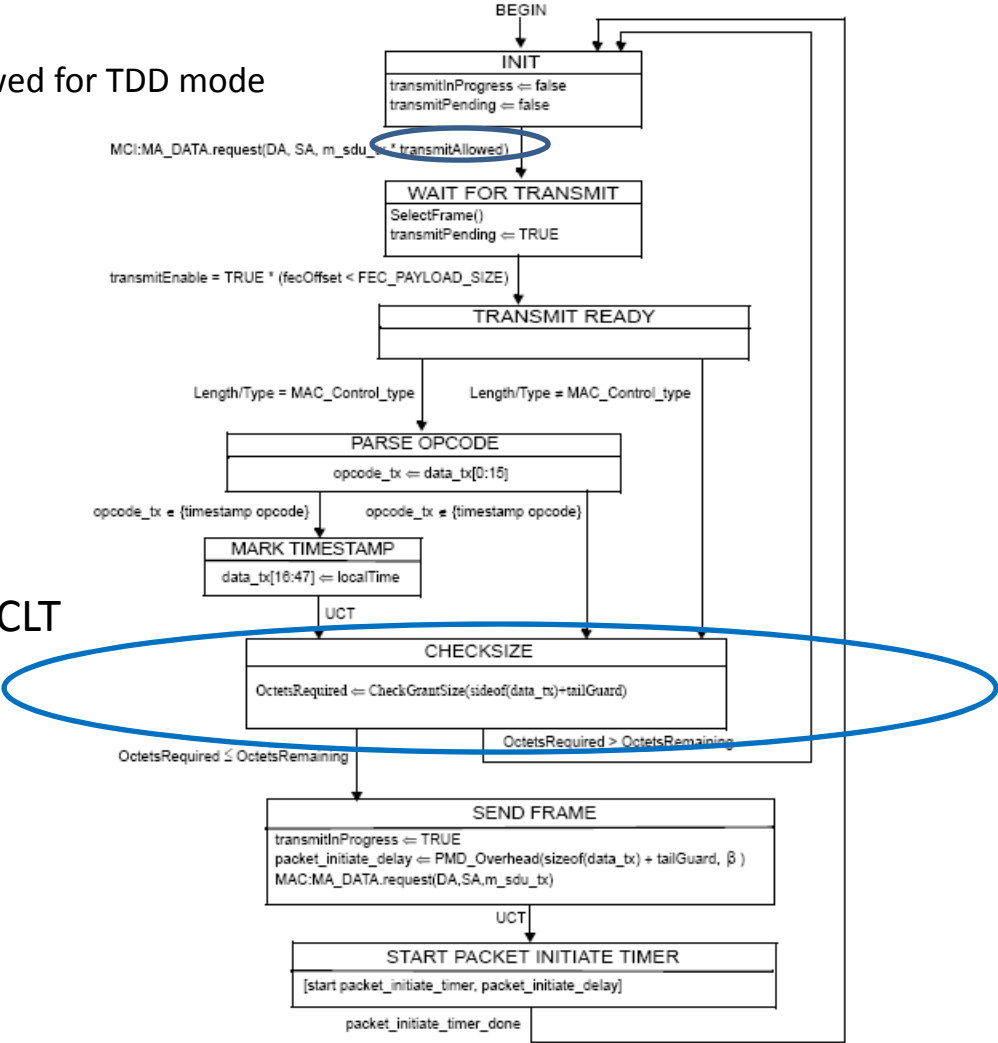 BEGIN
INIT
ved for TDD mode
transmitInProgress ⇐ false
transmitPending ⇐ false
MCI:MA_DATA.request(DA, SA, m_sdu_tx * transmitAllowed)
WAIT FOR TRANSMIT
SelectFrame()
transmitPending ⇐ TRUE
transmitEnable = TRUE * (fecOffset < FEC_PAYLOAD_SIZE)
TRANSMIT READY
Length/Type = MAC_Control_type
Length/Type ≠ MAC_Control_type
PARSE OPCODE
opcode_tx ⇐ data_tx[0:15]
opcode_tx ∈ {timestamp opcode}
opcode_tx ∉ {timestamp opcode}
MARK TIMESTAMP
data_tx[16:47] ⇐ localTime
CLT
UCT
CHECKSIZE
OctetsRequired ⇐ CheckGrantSize(sideof(data_tx)+tailGuard)
OctetsRequired > OctetsRemaining
OctetsRequired ≤ OctetsRemaining
SEND FRAME
transmitInProgress ⇐ TRUE
packet_initiate_delay ⇐ PMD_Overhead(sizeof(data_tx) + tailGuard, β )
MAC:MA_DATA.request(DA,SA,m_sdu_tx)
UCT
START PACKET INITIATE TIMER
[start packet_initiate_timer, packet_initiate_delay]
packet_initiate_timer_done